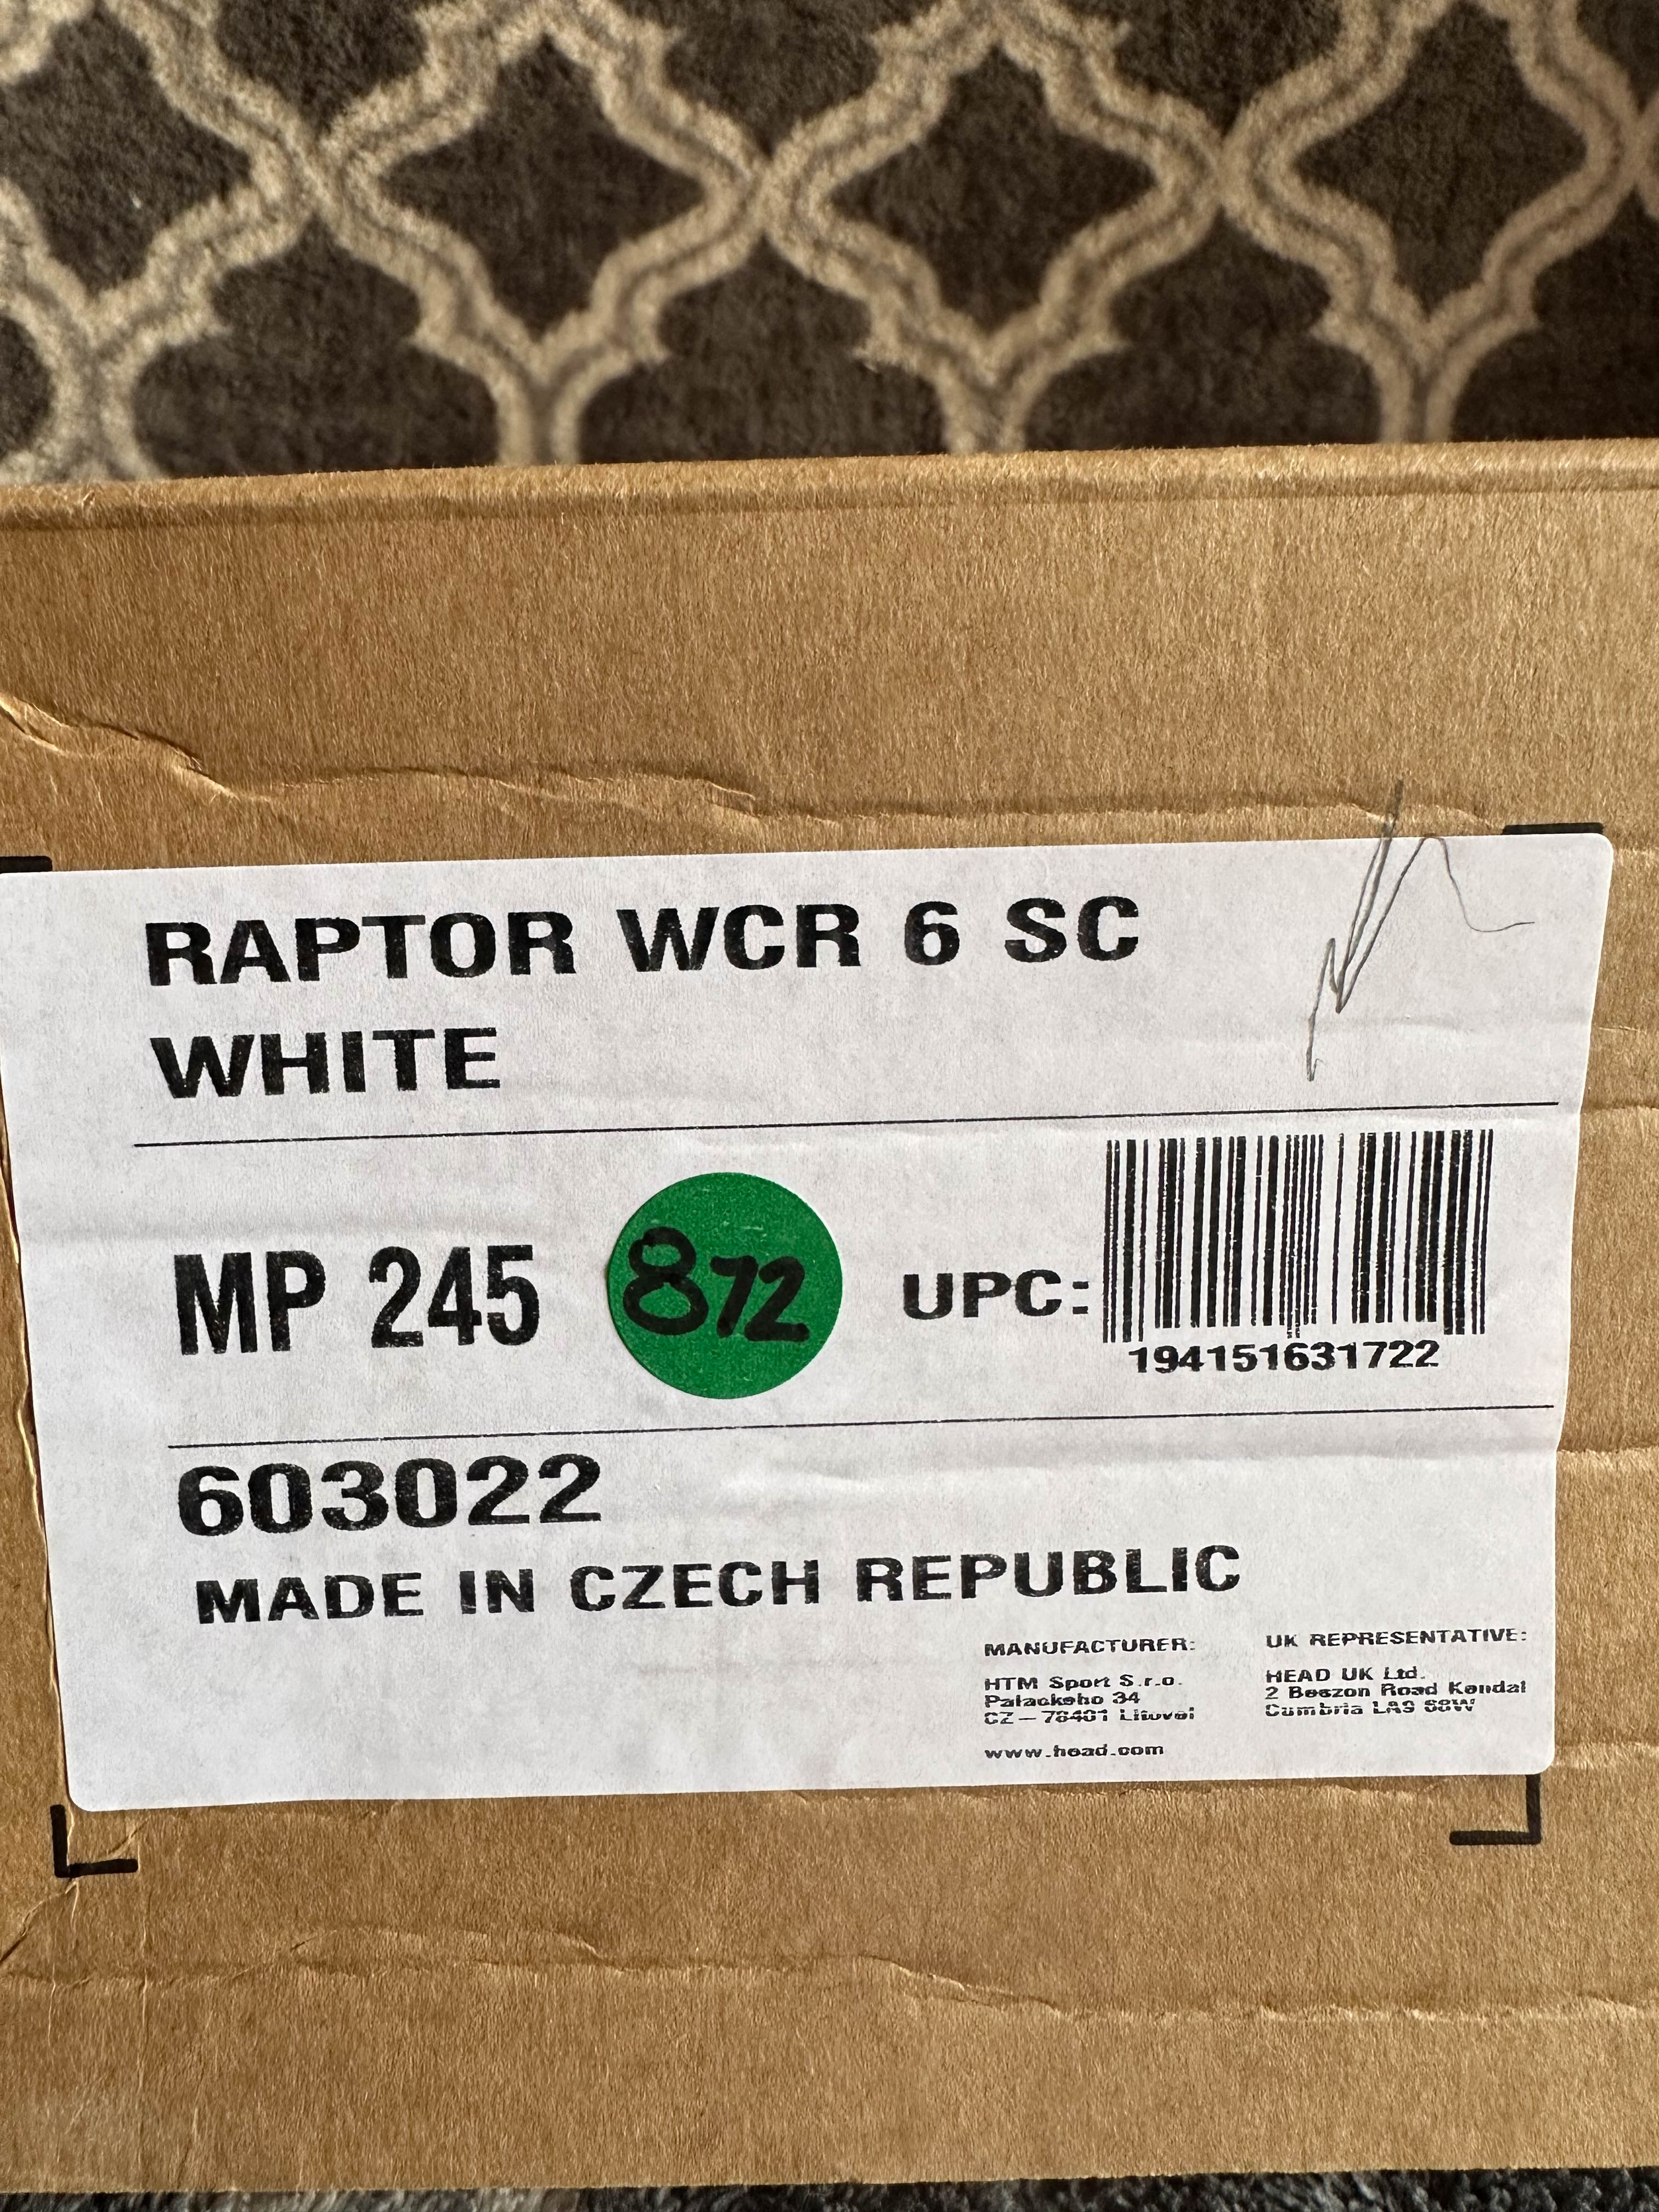 RAPTOR WCR 6 SC
WHITE
MP 245
872
UPC:
194151631722
603022
MADE IN CZECH REPUBLIC
MANUFACTURER:
HTM Sport S.r.o.
Palackeho 34
CZ – 78401 Litovel
www.head.com
UK REPRESENTATIVE:
HEAD UK Ltd.
2 Beezon Road Kendal
Cumbria LA9 6BW